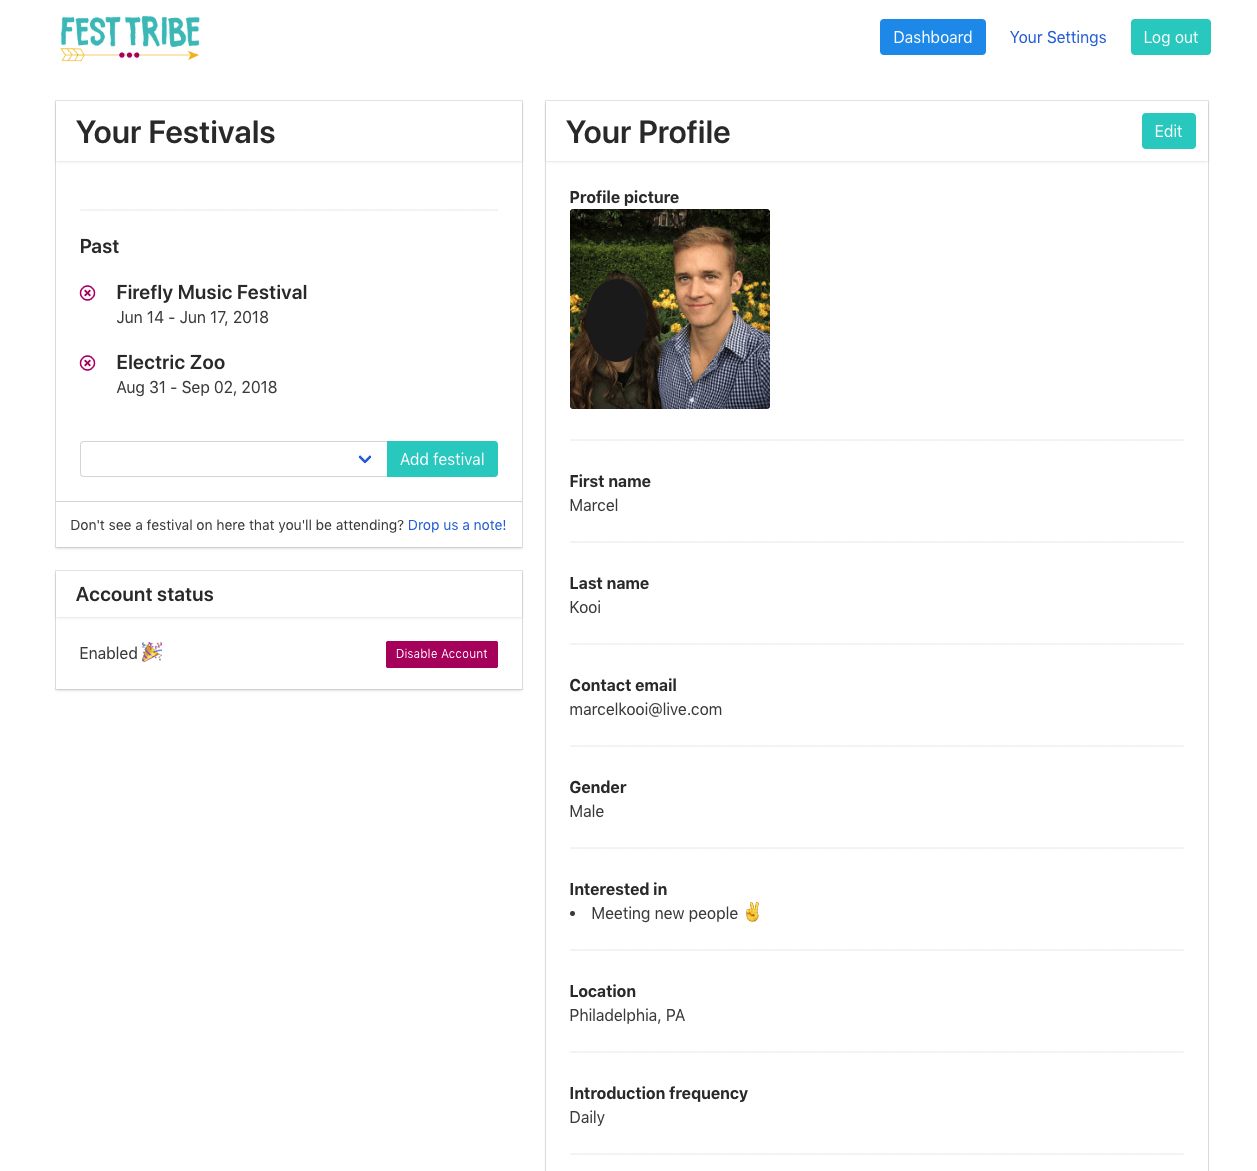 FEST TRIBE
Dashboard
Your Settings
Log out
Your Festivals
Past
Firefly Music Festival
Jun 14 - Jun 17, 2018
Electric Zoo
Aug 31 - Sep 02, 2018
Add festival
Don't see a festival on here that you'll be attending? Drop us a note!
Account status
Enabled 🎉
Disable Account
Your Profile
Edit
Profile picture
First name
Marcel
Last name
Kooi
Contact email
marcelkooi@live.com
Gender
Male
Interested in
• Meeting new people ✌️
Location
Philadelphia, PA
Introduction frequency
Daily